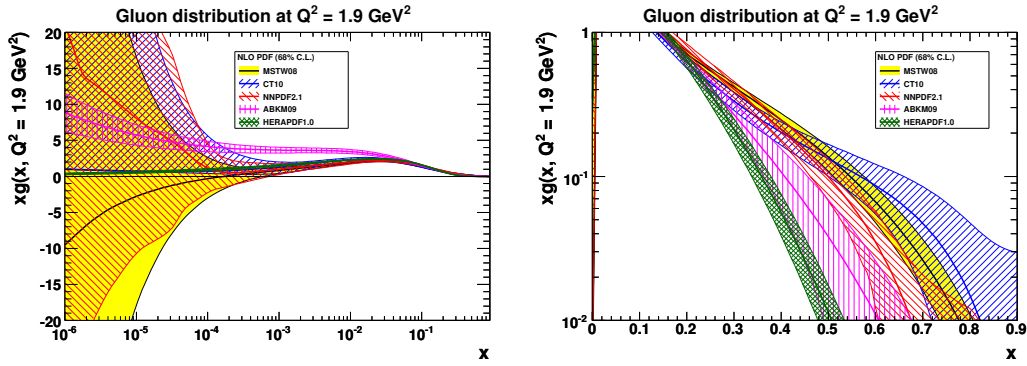 Gluon distribution at Q² = 1.9 GeV²
xg(x, Q² = 1.9 GeV²)
20
15
10
5
0
-5
-10
-15
-20
NLO PDF (68% C.L.)
MSTW08
CT10
NNPDF2.1
ABKM09
HERAPDF1.0
10⁻⁶ 10⁻⁵ 10⁻⁴ 10⁻³ 10⁻² 10⁻¹
x
Gluon distribution at Q² = 1.9 GeV²
xg(x, Q² = 1.9 GeV²)
1
10⁻¹
10⁻²
NLO PDF (68% C.L.)
MSTW08
CT10
NNPDF2.1
ABKM09
HERAPDF1.0
0 0.1 0.2 0.3 0.4 0.5 0.6 0.7 0.8 0.9
x